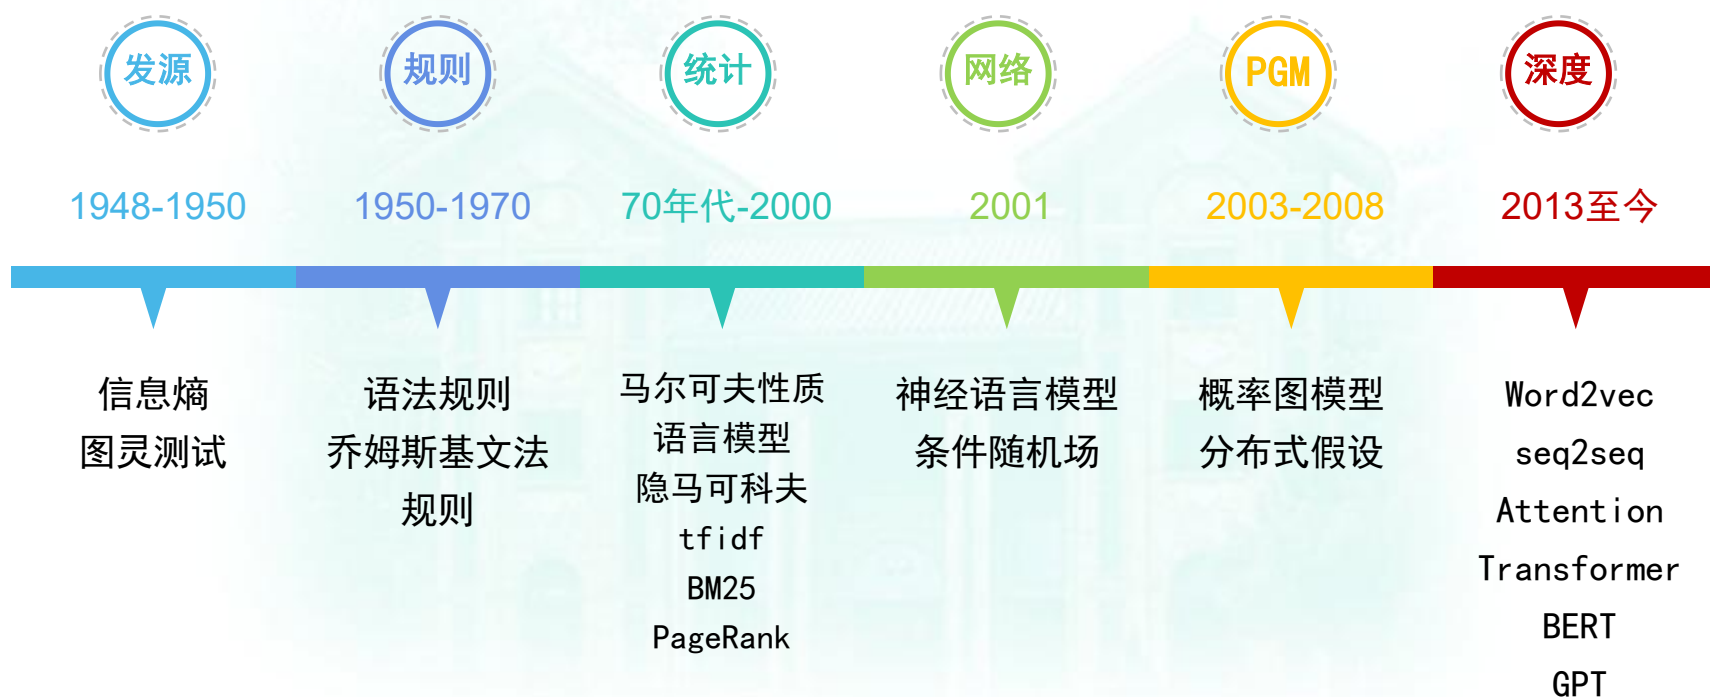 发源
规则
统计
网络
PGM
深度
1948-1950
1950-1970
70年代-2000
2001
2003-2008
2013至今
信息熵
图灵测试
语法规则
乔姆斯基文法
规则
马尔可夫性质
语言模型
隐马可科夫
tfidf
BM25
PageRank
神经语言模型
条件随机场
概率图模型
分布式假设
Word2vec
seq2seq
Attention
Transformer
BERT
GPT